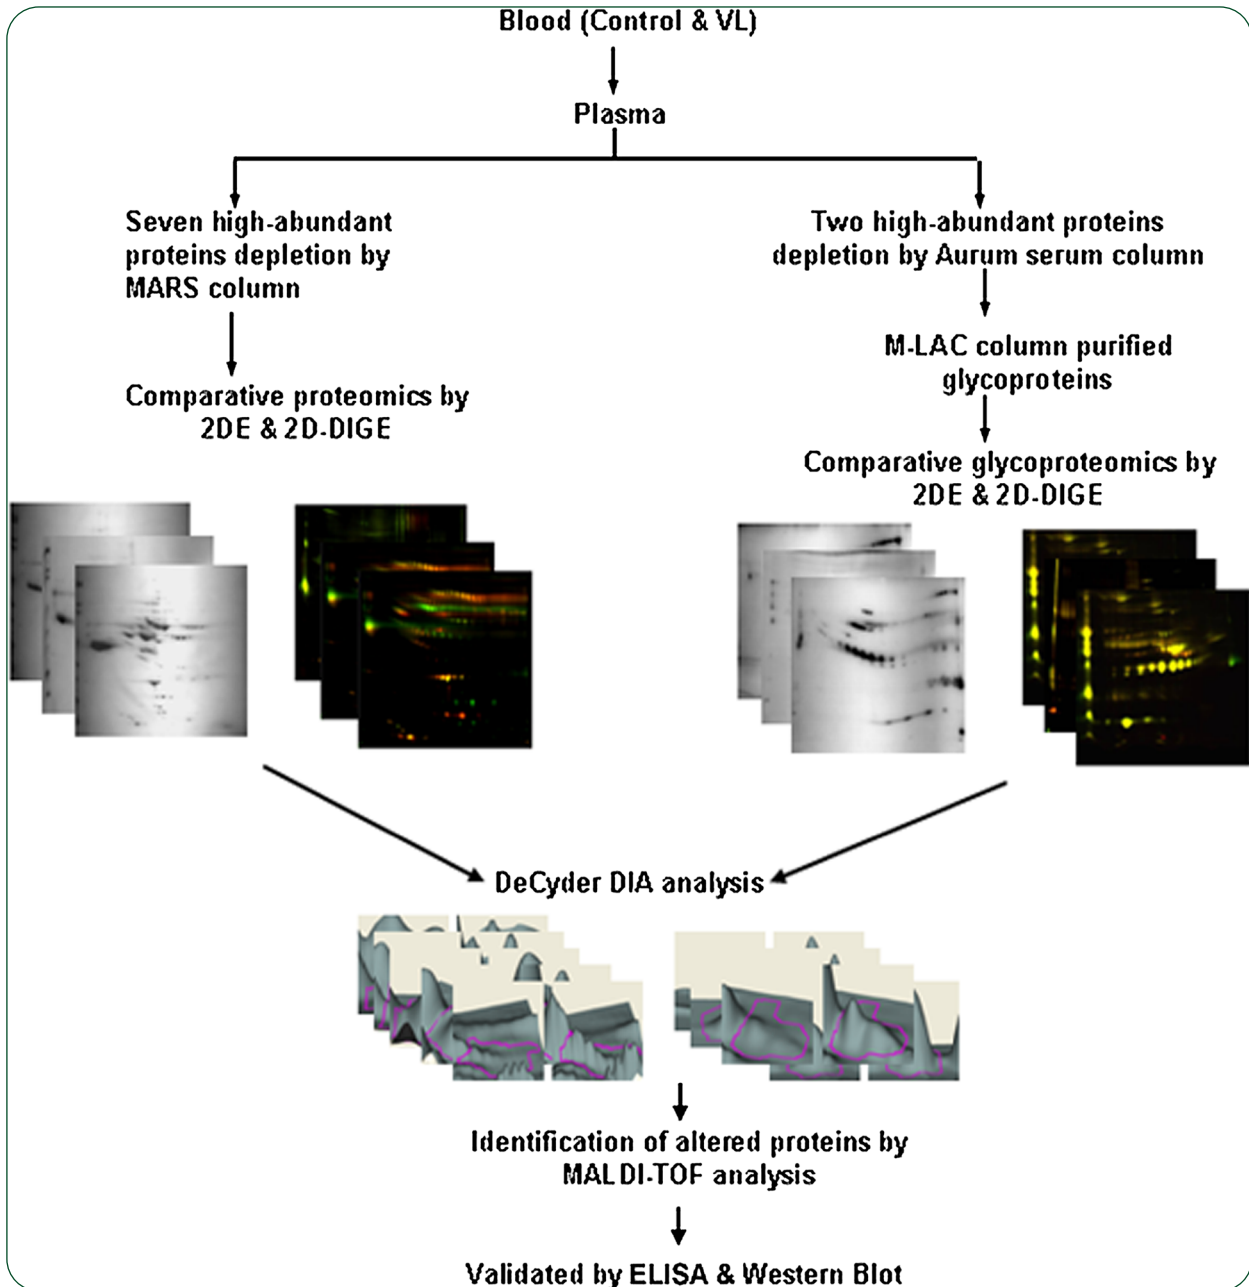 Blood (Control & VL)
Plasma
Seven high-abundant
proteins depletion by
MARS column
Comparative proteomics by
2DE & 2D-DIGE
Two high-abundant proteins
depletion by Aurum serum column
M-LAC column purified
glycoproteins
Comparative glycoproteomics by
2DE & 2D-DIGE
DeCyder DIA analysis
Identification of altered proteins by
MALDI-TOF analysis
Validated by ELISA & Western Blot